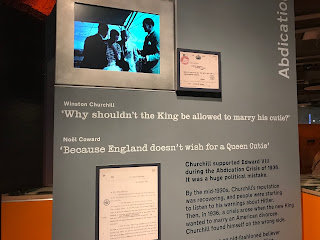 Abdication
Winston Churchill
‘Why shouldn't the King be allowed to marry his cutie?’
Noël Coward
‘Because England doesn't wish for a Queen Cutie’
Churchill supported Edward VIII
during the Abdication Crisis of 1936.
It was a huge political mistake.
By the mid-1930s, Churchill's reputation
was recovering, and people were starting
to listen to his warnings about Hitler.
Then, in 1936, a crisis arose when the new King
wanted to marry an American divorcee.
Churchill found himself on the wrong side.
old-fashioned believer